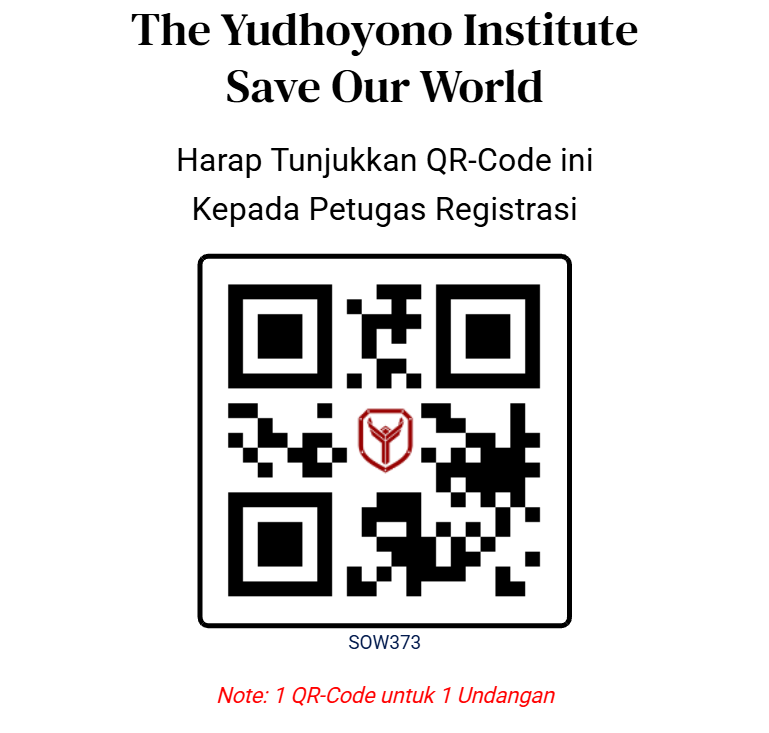 The Yudhoyono Institute
Save Our World
Harap Tunjukkan QR-Code ini
Kepada Petugas Registrasi
SOW373
Note: 1 QR-Code untuk 1 Undangan